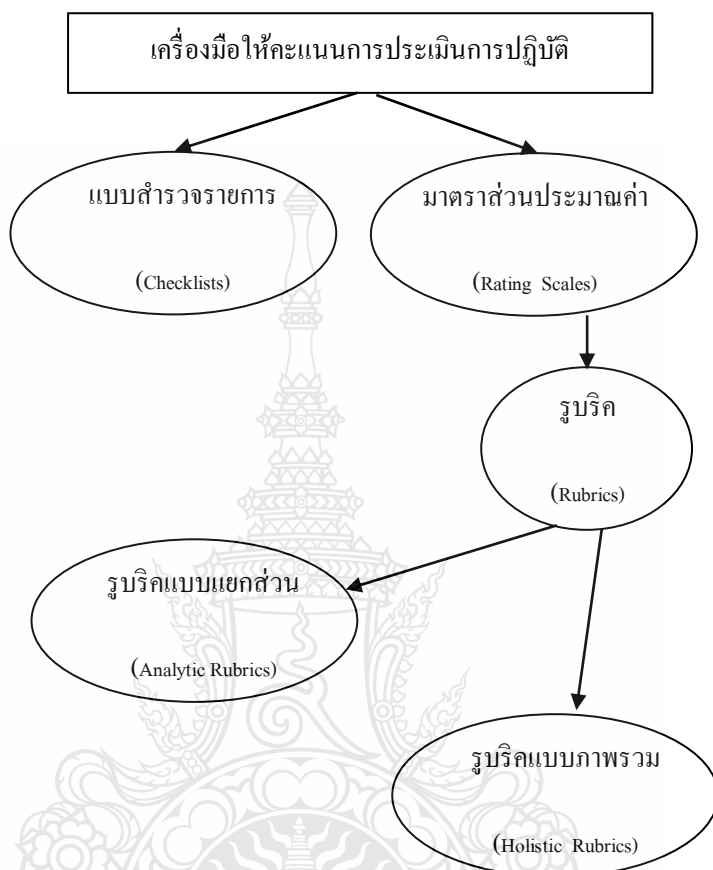 เครื่องมือให้คะแนนการประเมินการปฏิบัติ
แบบสำรวจรายการ
(Checklists)
มาตราส่วนประมาณค่า
(Rating Scales)
รูบริค
(Rubrics)
รูบริคแบบแยกส่วน
(Analytic Rubrics)
รูบริคแบบภาพรวม
(Holistic Rubrics)